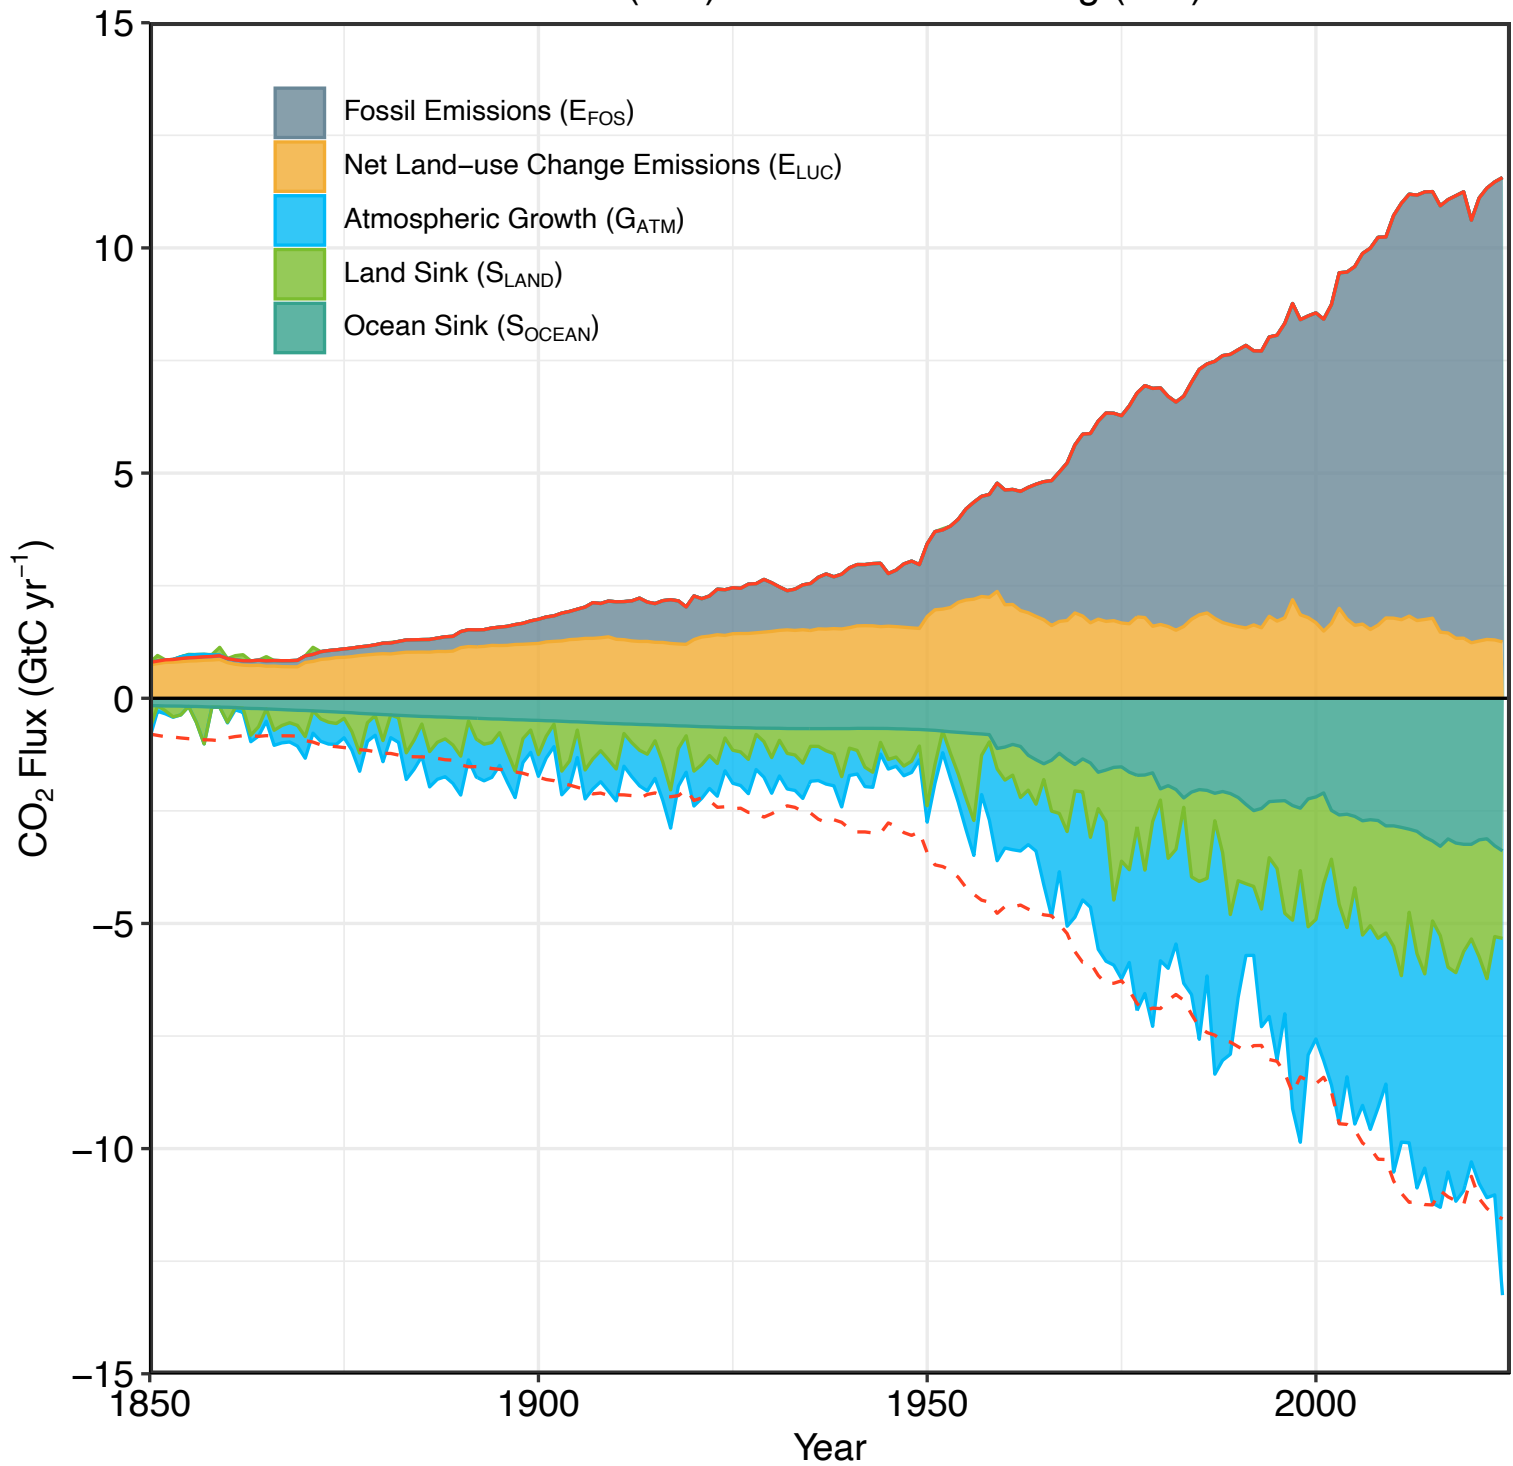 15
10
5
0
−5
−10
−15
CO2 Flux (GtC yr−1)
Fossil Emissions (EFOS)
Net Land−use Change Emissions (ELUC)
Atmospheric Growth (GATM)
Land Sink (SLAND)
Ocean Sink (SOCEAN)
1850 1900 1950 2000
Year